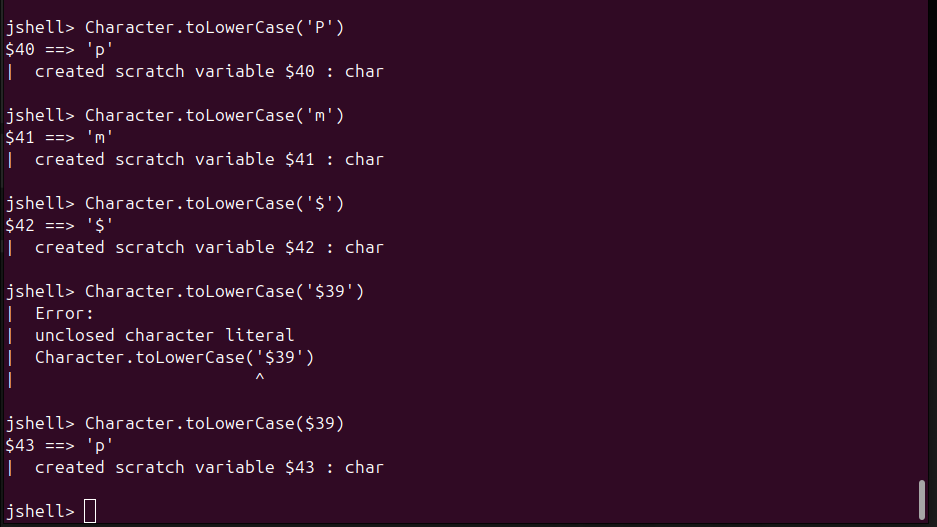 jshell> Character.toLowerCase('P')
$40 ==> 'p'
|  created scratch variable $40 : char
jshell> Character.toLowerCase('m')
$41 ==> 'm'
|  created scratch variable $41 : char
jshell> Character.toLowerCase('$')
$42 ==> '$'
|  created scratch variable $42 : char
jshell> Character.toLowerCase('$39')
|  Error:
|  unclosed character literal
|  Character.toLowerCase('$39')
|                        ^
jshell> Character.toLowerCase($39)
$43 ==> 'p'
|  created scratch variable $43 : char
jshell>